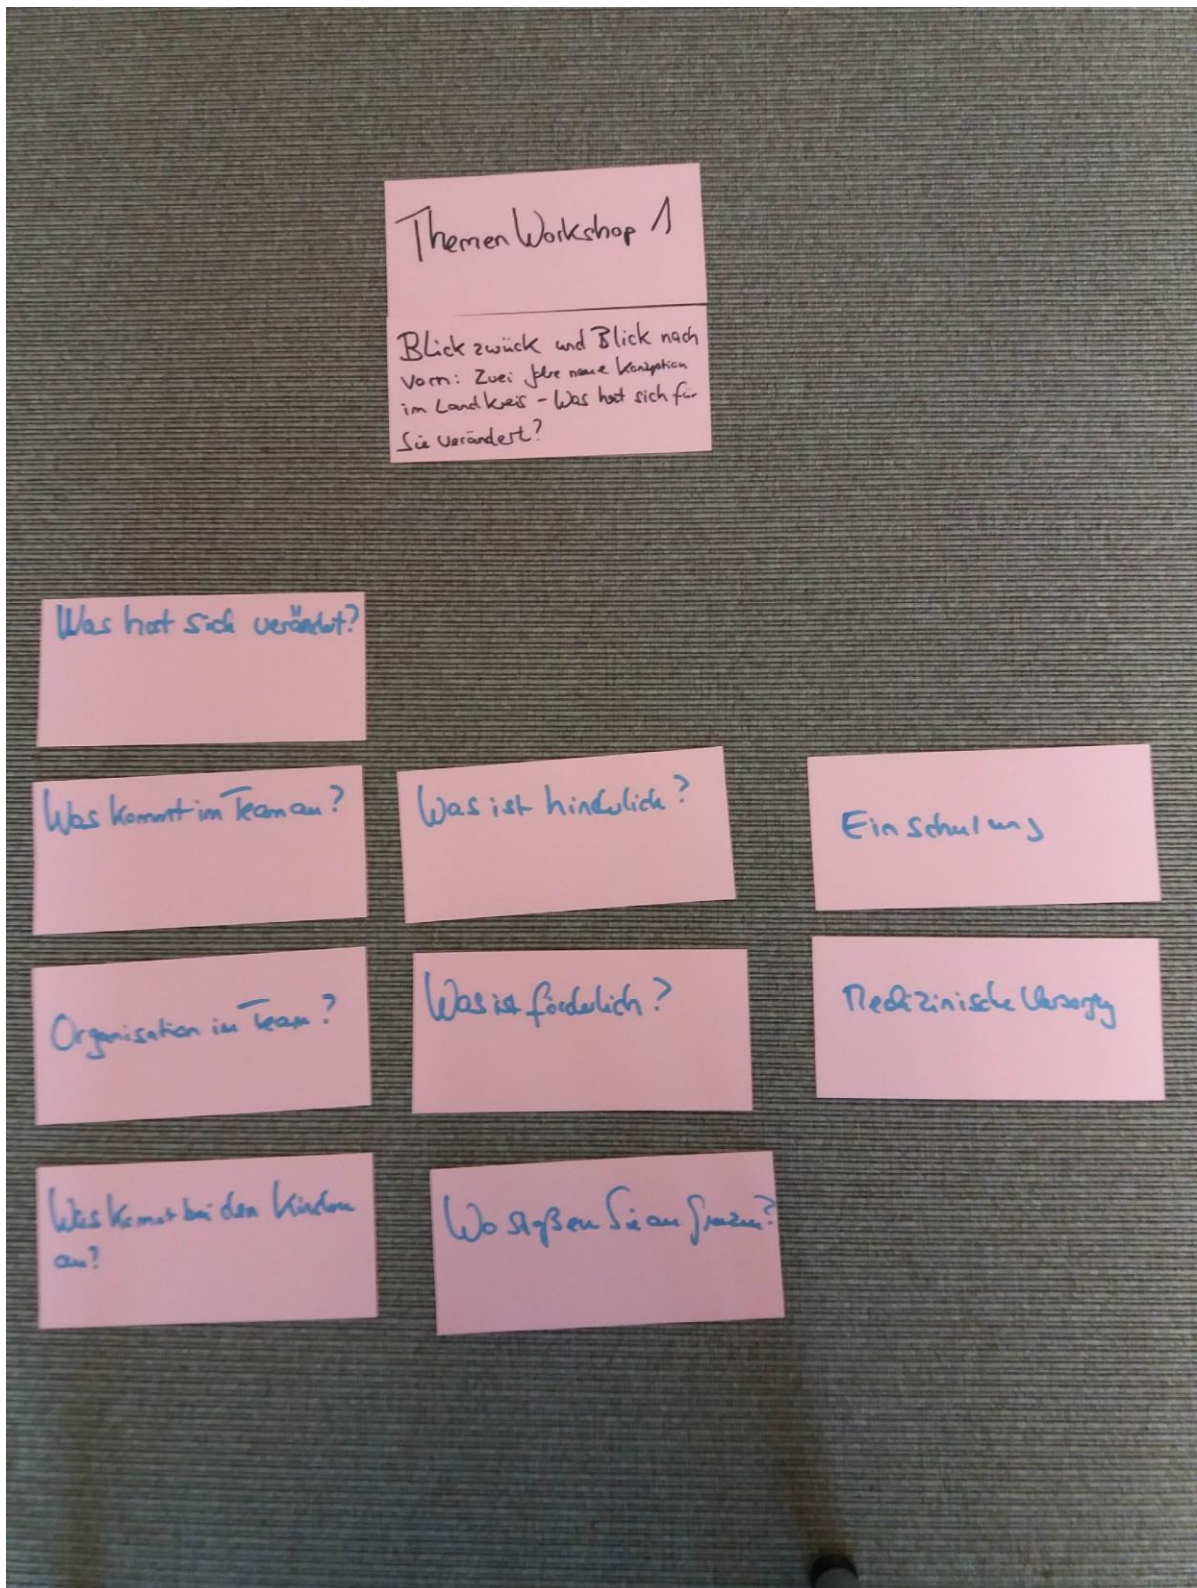 Themen Workshop 1
Blick zurück und Blick nach
vorn: Zwei Jahre neue Konzeption
im Landkreis - Was hat sich für
Sie verändert?
Was hat sich verändert?
Was kommt im Team an?
Was ist hinderlich?
Einschulung
Organisation im Team?
Was ist förderlich?
Medizinische Versorgung
Was kommt bei den Kindern
an?
Wo stoßen Sie an Grenzen?